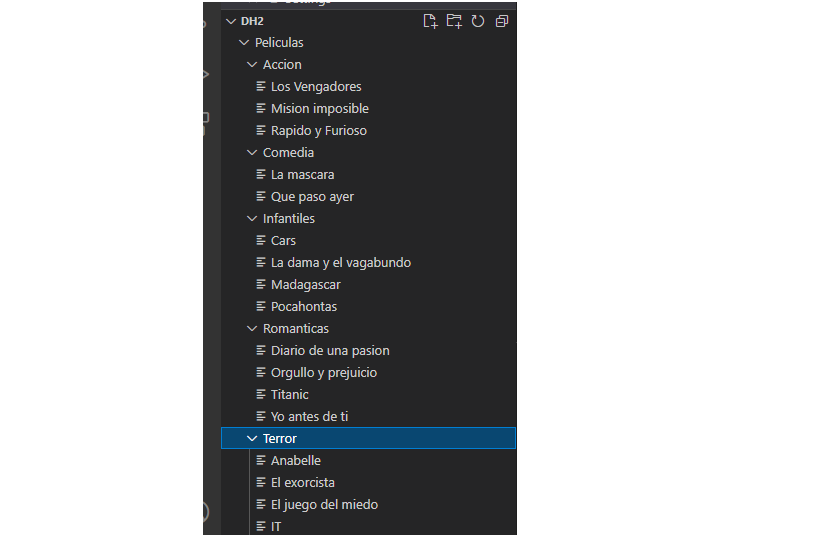 DH2
Peliculas
Accion
Los Vengadores
Mision imposible
Rapido y Furioso
Comedia
La mascara
Que paso ayer
Infantiles
Cars
La dama y el vagabundo
Madagascar
Pocahontas
Romanticas
Diario de una pasion
Orgullo y prejuicio
Titanic
Yo antes de ti
Terror
Anabelle
El exorcista
El juego del miedo
IT